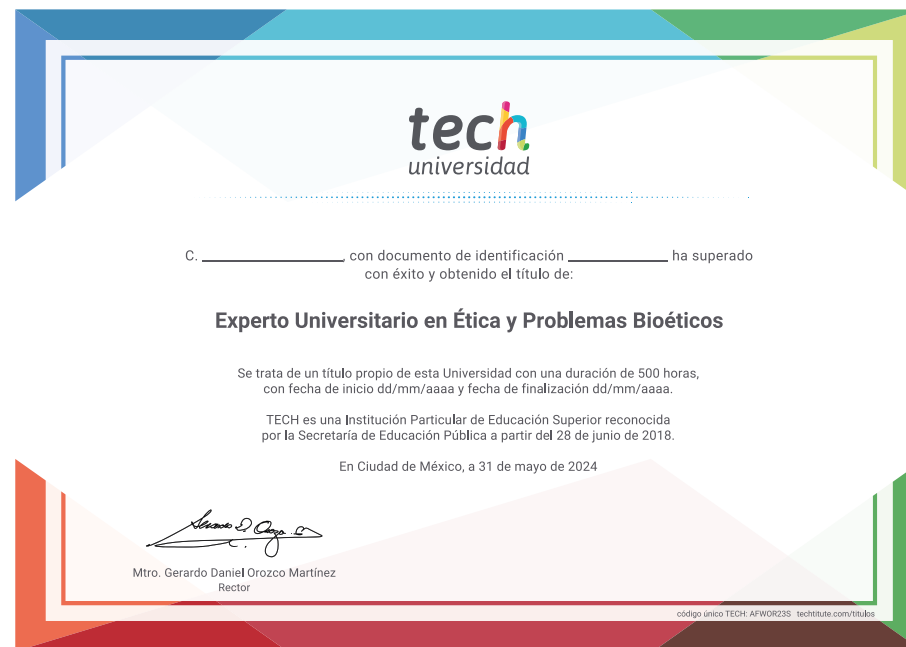 tech
universidad
C. ____________, con documento de identificación ____________ ha superado
con éxito y obtenido el título de:
Experto Universitario en Ética y Problemas Bioéticos
Se trata de un título propio de esta Universidad con una duración de 500 horas,
con fecha de inicio dd/mm/aaaa y fecha de finalización dd/mm/aaaa.
TECH es una Institución Particular de Educación Superior reconocida
por la Secretaría de Educación Pública a partir del 28 de junio de 2018.
En Ciudad de México, a 31 de mayo de 2024
Mtro. Gerardo Daniel Orozco Martínez
Rector
código único TECH: AFWOR23S techtitute.com/titulos